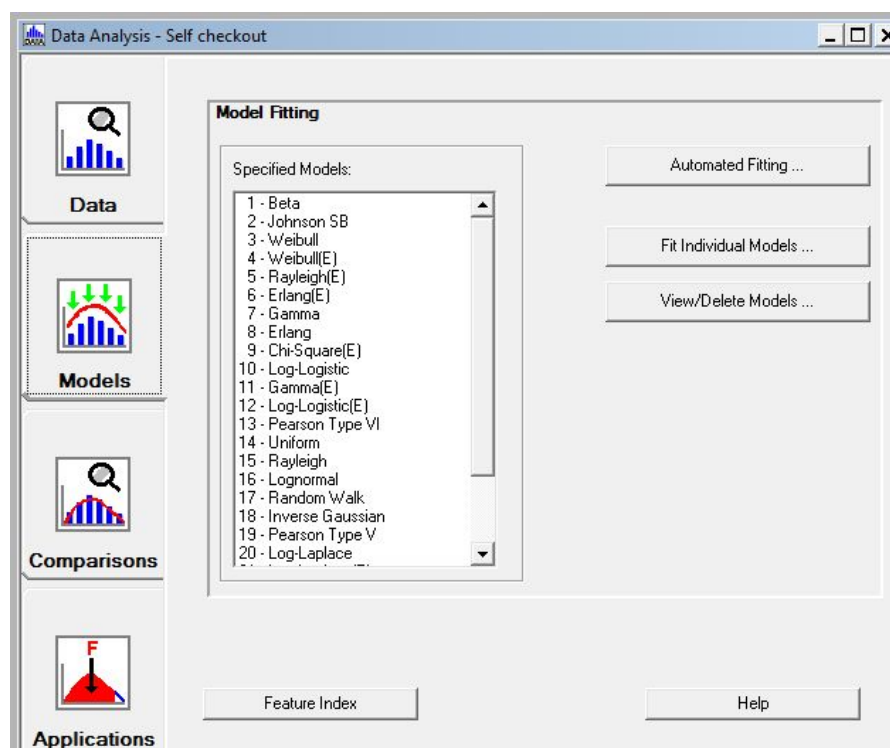 DATA
Data Analysis - Self checkout
Data
Models
Comparisons
F
Applications
Model Fitting
Specified Models:
1 - Beta
2 - Johnson SB
3 - Weibull
4 - Weibull(E)
5 - Rayleigh(E)
6 - Erlang(E)
7 - Gamma
8 - Erlang
9 - Chi-Square(E)
10 - Log-Logistic
11 - Gamma(E)
12 - Log-Logistic(E)
13 - Pearson Type VI
14 - Uniform
15 - Rayleigh
16 - Lognormal
17 - Random Walk
18 - Inverse Gaussian
19 - Pearson Type V
20 - Log-Laplace
Automated Fitting ...
Fit Individual Models ...
View/Delete Models ...
Feature Index
Help